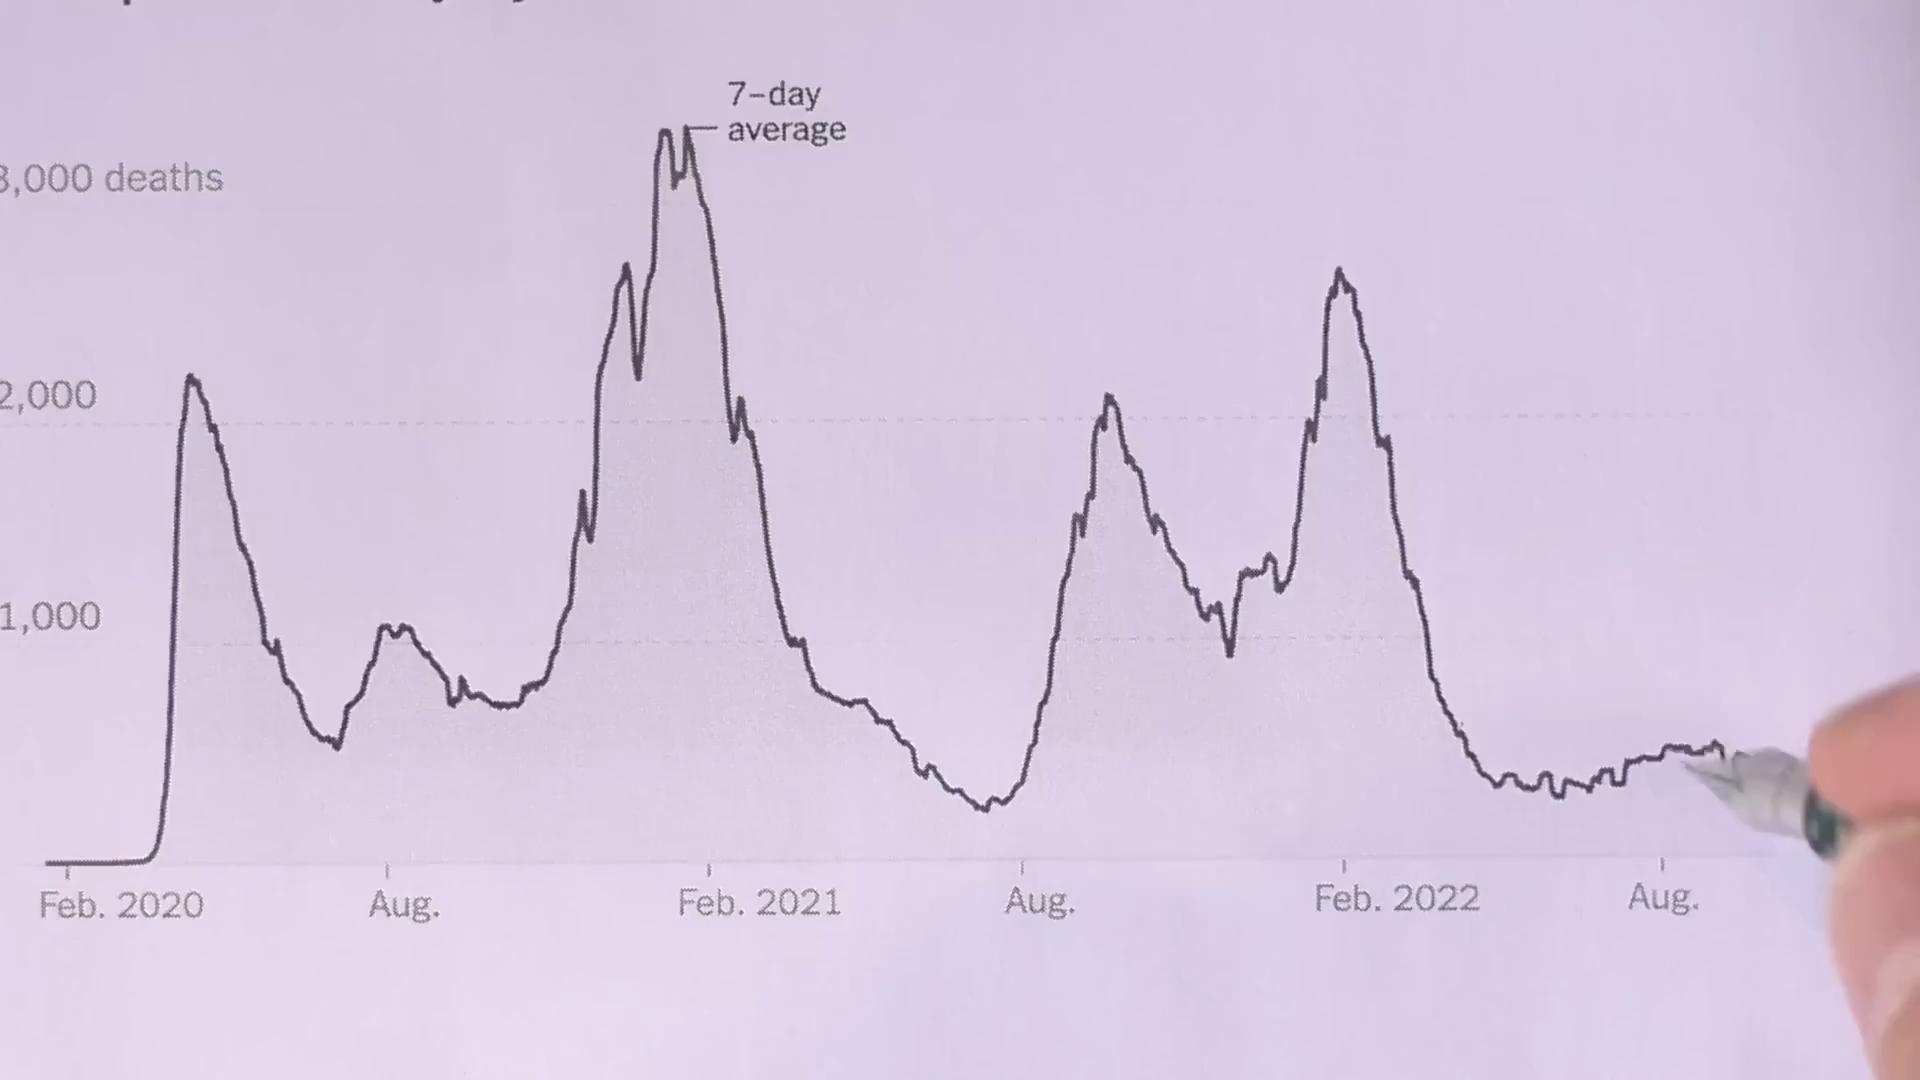 7–day
average
3,000 deaths
2,000
1,000
Feb. 2020
Aug.
Feb. 2021
Aug.
Feb. 2022
Aug.